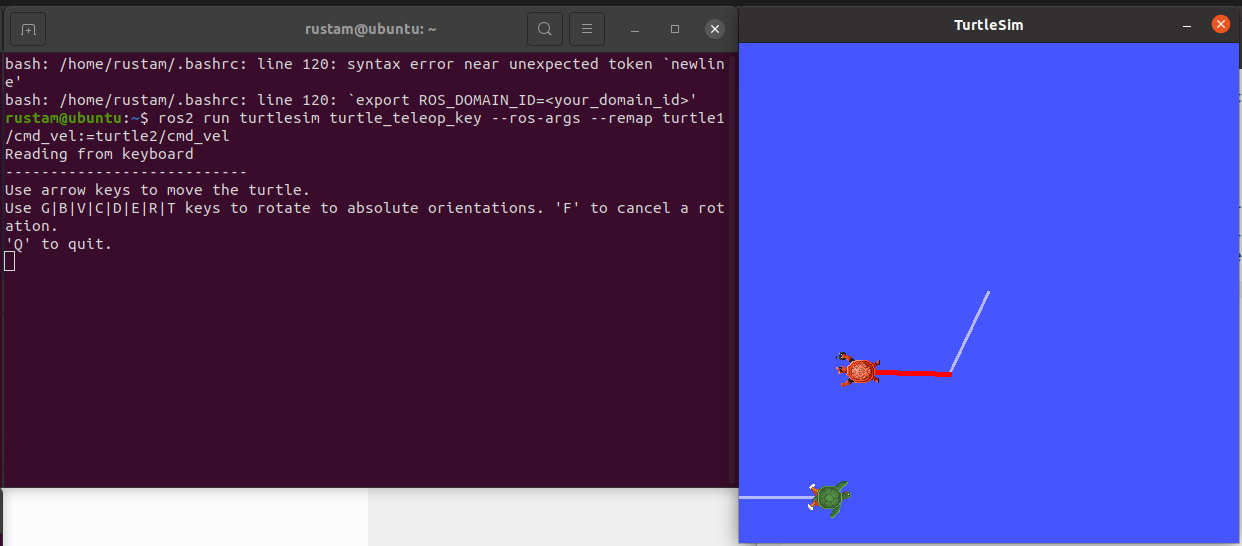 rustam@ubuntu: ~
TurtleSim
bash: /home/rustam/.bashrc: line 120: syntax error near unexpected token `newlin
e'
bash: /home/rustam/.bashrc: line 120: `export ROS_DOMAIN_ID=<your_domain_id>'
rustam@ubuntu:~$ ros2 run turtlesim turtle_teleop_key --ros-args --remap turtle1
/cmd_vel:=turtle2/cmd_vel
Reading from keyboard
---------------------------
Use arrow keys to move the turtle.
Use G|B|V|C|D|E|R|T keys to rotate to absolute orientations. 'F' to cancel a rot
ation.
'Q' to quit.